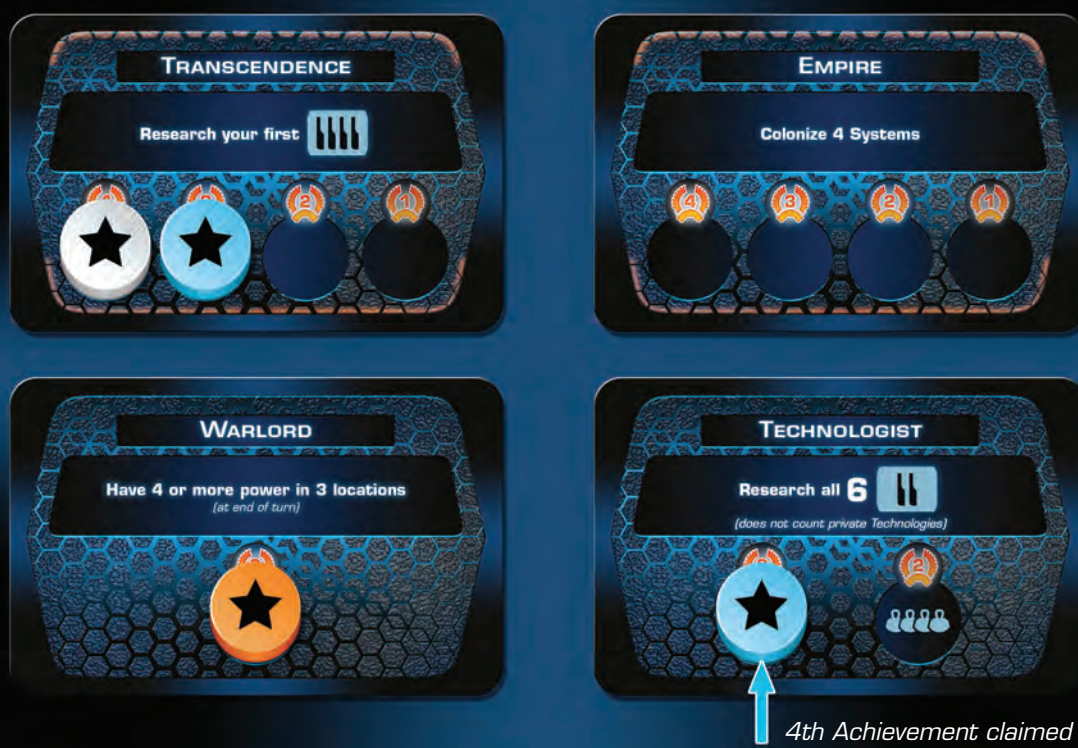 TRANSCENDENCE
Research your first
2
1
EMPIRE
Colonize 4 Systems
4
3
2
1
WARLORD
Have 4 or more power in 3 locations
(at end of turn)
TECHNOLOGIST
Research all 6
(does not count private Technologies)
2
4th Achievement claimed